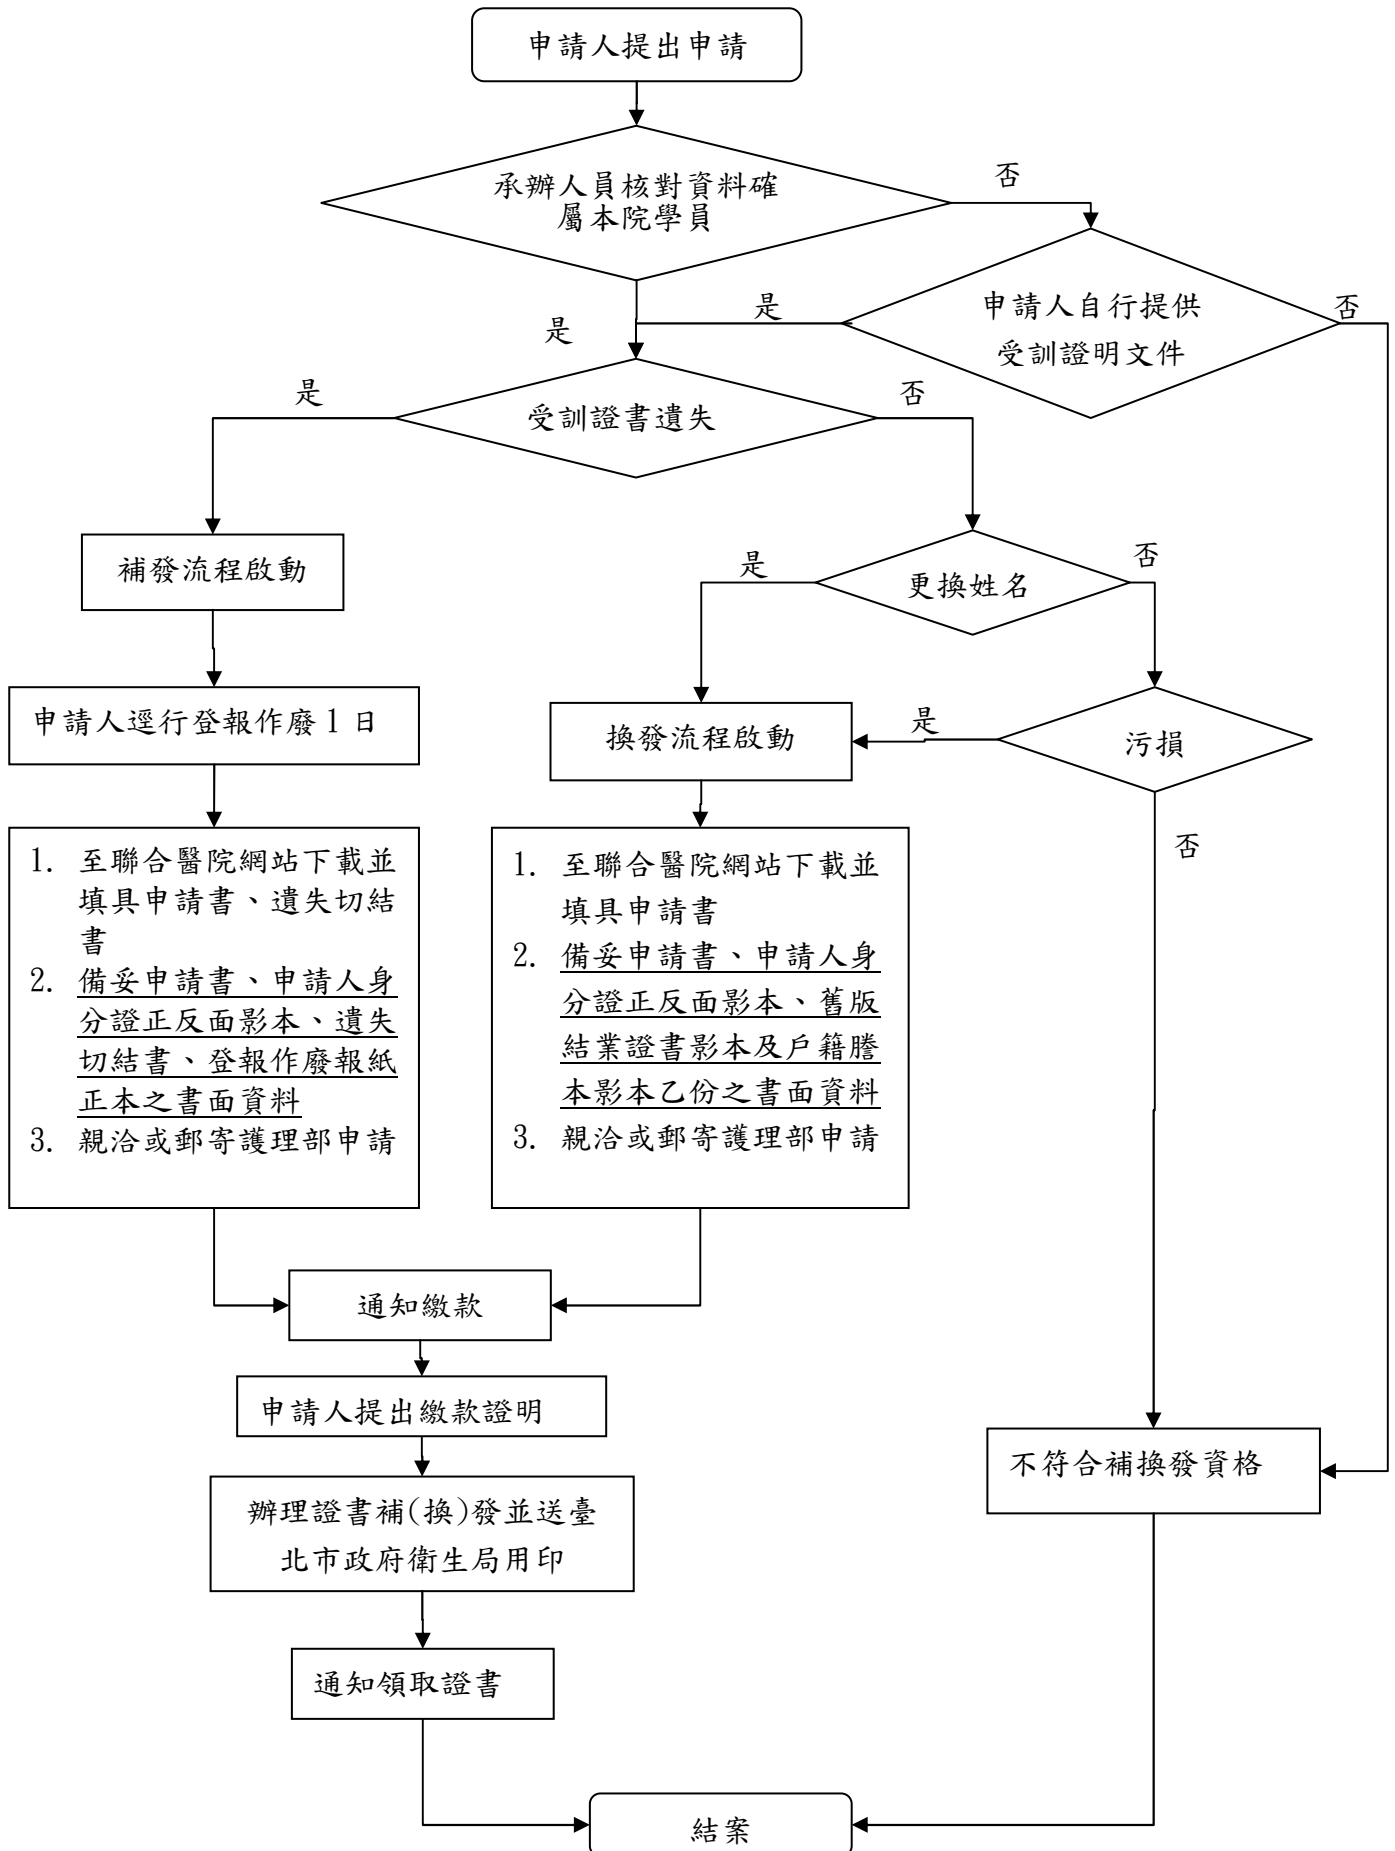 申請人提出申請
承辦人員核對資料確
屬本院學員
否
申請人自行提供
受訓證明文件
是
否
是
受訓證書遺失
是
否
補發流程啟動
更換姓名
是
否
申請人逕行登報作廢1日
換發流程啟動
是
污損
否
1. 至聯合醫院網站下載並
填具申請書、遺失切結
書
2. 備妥申請書、申請人身
分證正反面影本、遺失
切結書、登報作廢報紙
正本之書面資料
3. 親洽或郵寄護理部申請
1. 至聯合醫院網站下載並
填具申請書
2. 備妥申請書、申請人身
分證正反面影本、舊版
結業證書影本及戶籍謄
本影本乙份之書面資料
3. 親洽或郵寄護理部申請
通知繳款
申請人提出繳款證明
不符合補換發資格
辦理證書補(換)發並送臺
北市政府衛生局用印
通知領取證書
結案